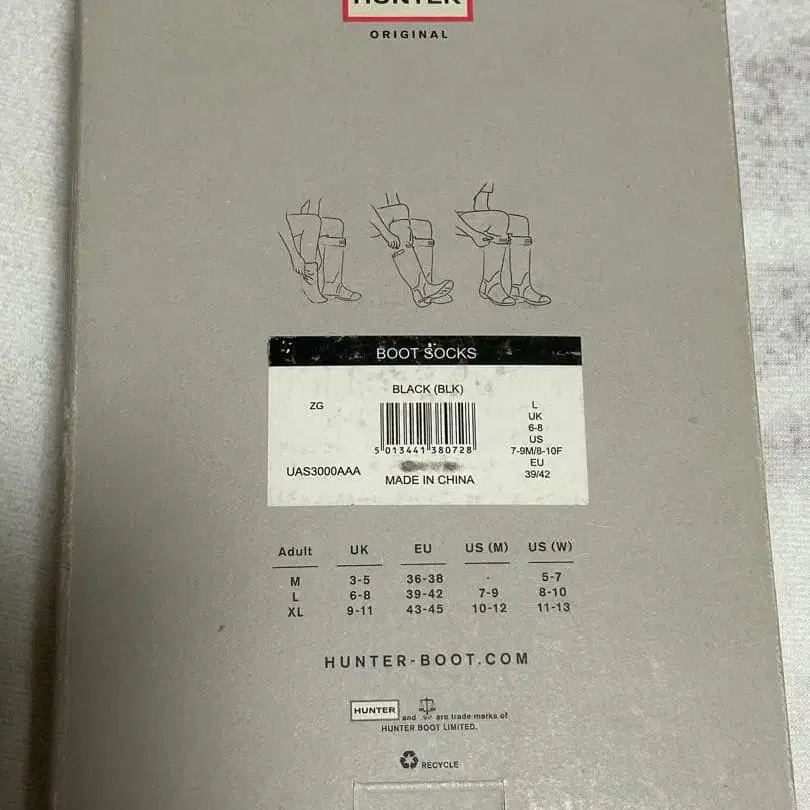 HUNTER
ORIGINAL
BOOT SOCKS
BLACK (BLK)
ZG
5 013441 380728
UAS3000AAA
MADE IN CHINA
L
UK
6-8
US
7-9M/8-10F
EU
39/42
Adult UK EU US (M) US (W)
M 3-5 36-38 - 5-7
L 6-8 39-42 7-9 8-10
XL 9-11 43-45 10-12 11-13
HUNTER-BOOT.COM
HUNTER and are trade marks of
HUNTER BOOT LIMITED.
RECYCLE